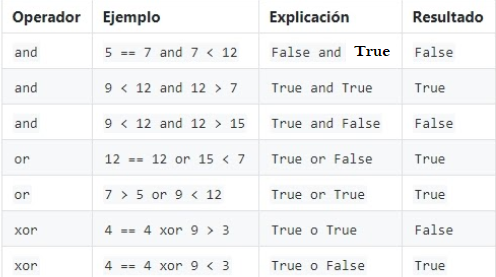 Operador Ejemplo Explicación Resultado
and 5 == 7 and 7 < 12 False and True False
and 9 < 12 and 12 > 7 True and True True
and 9 < 12 and 12 > 15 True and False False
or 12 == 12 or 15 < 7 True or False True
or 7 > 5 or 9 < 12 True or True True
xor 4 == 4 xor 9 > 3 True o True False
xor 4 == 4 xor 9 < 3 True o False True